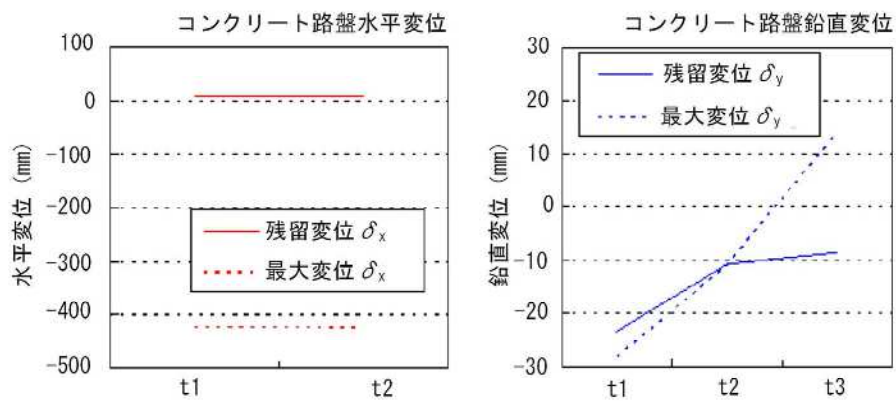 コンクリート路盤水平変位
100
0
-100
-200
-300
-400
-500
水平変位 (mm)
残留変位 δx
最大変位 δx
t1
t2
コンクリート路盤鉛直変位
30
20
10
0
-10
-20
-30
鉛直変位 (mm)
残留変位 δy
最大変位 δy
t1
t2
t3